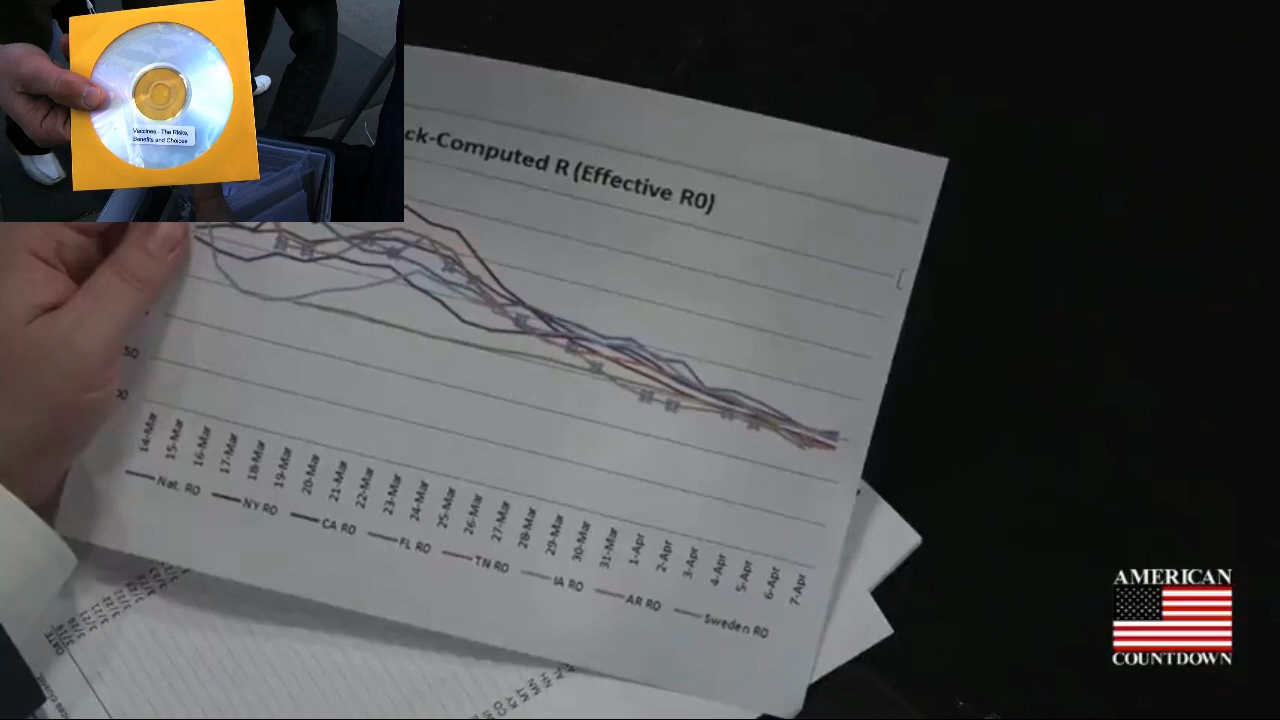 Vaccines - The Risks,
Benefits and Choices
ck-Computed R (Effective R0)
50
14-Mar
15-Mar
16-Mar
17-Mar
18-Mar
19-Mar
20-Mar
21-Mar
22-Mar
23-Mar
24-Mar
25-Mar
26-Mar
27-Mar
28-Mar
29-Mar
30-Mar
31-Mar
1-Apr
2-Apr
3-Apr
4-Apr
5-Apr
6-Apr
7-Apr
Nat. R0
NY R0
CA R0
FL R0
TN R0
IA R0
AR R0
Sweden R0
DATE
AMERICAN
COUNTDOWN